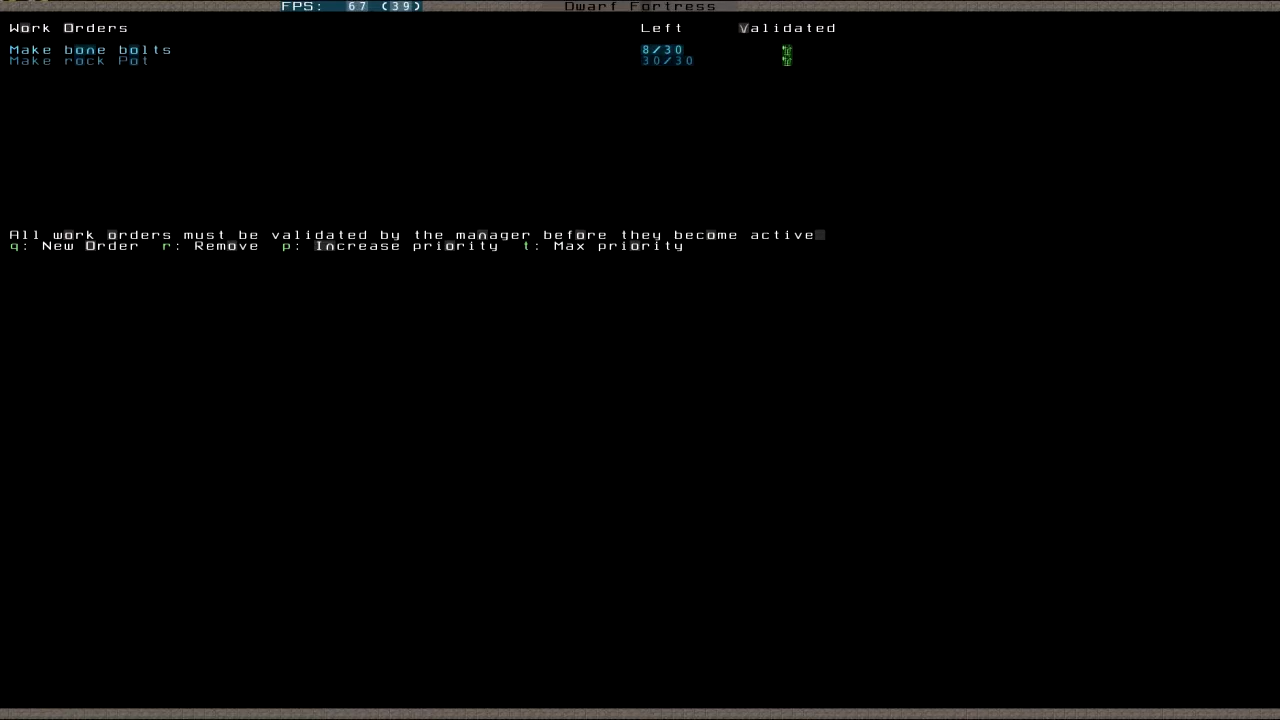 FPS: 67 (39) Dwarf Fortress
Work Orders Left Validated
Make bone bolts 8/30
Make rock Pot 30/30
All work orders must be validated by the manager before they become active
q: New Order r: Remove p: Increase priority t: Max priority